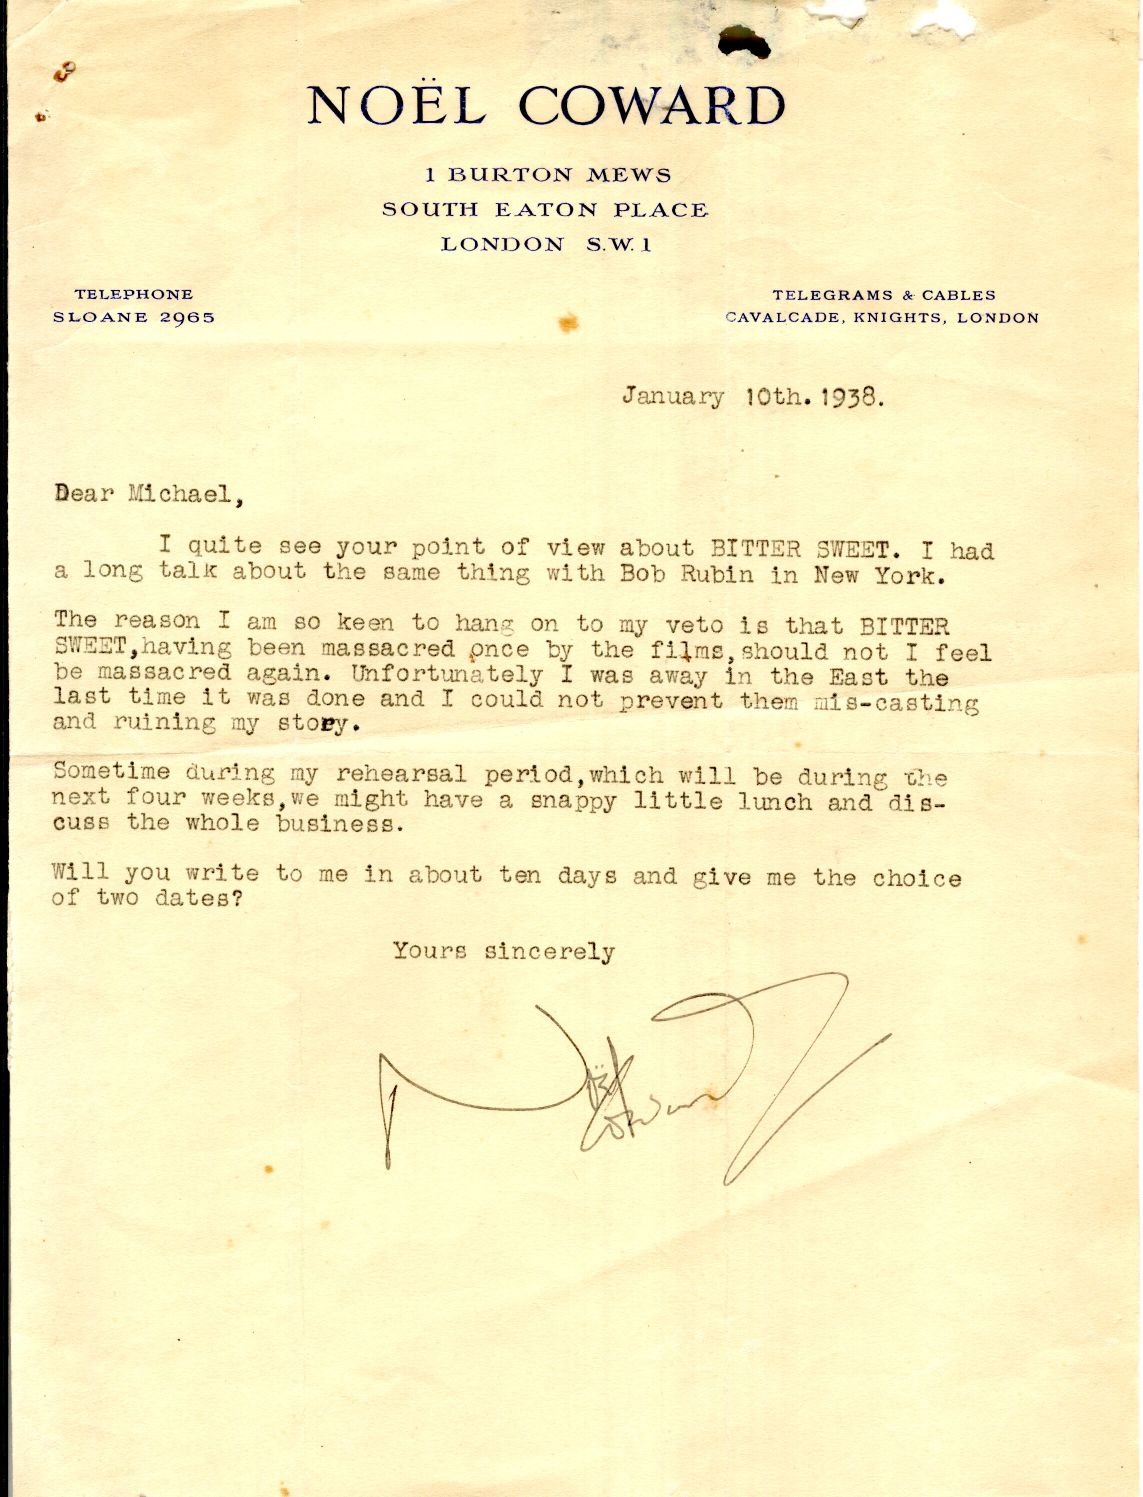 NOËL COWARD
1 BURTON MEWS
SOUTH EATON PLACE
LONDON S.W.1
TELEPHONE
SLOANE 2965
TELEGRAMS & CABLES
CAVALCADE, KNIGHTS, LONDON
January 10th. 1938.
Dear Michael,
I quite see your point of view about BITTER SWEET. I had
a long talk about the same thing with Bob Rubin in New York.
The reason I am so keen to hang on to my veto is that BITTER
SWEET,having been massacred once by the films,should not I feel
be massacred again. Unfortunately I was away in the East the
last time it was done and I could not prevent them mis-casting
and ruining my story.
Sometime during my rehearsal period,which will be during the
next four weeks,we might have a snappy little lunch and dis-
cuss the whole business.
Will you write to me in about ten days and give me the choice
of two dates?
Yours sincerely
Noël
Coward